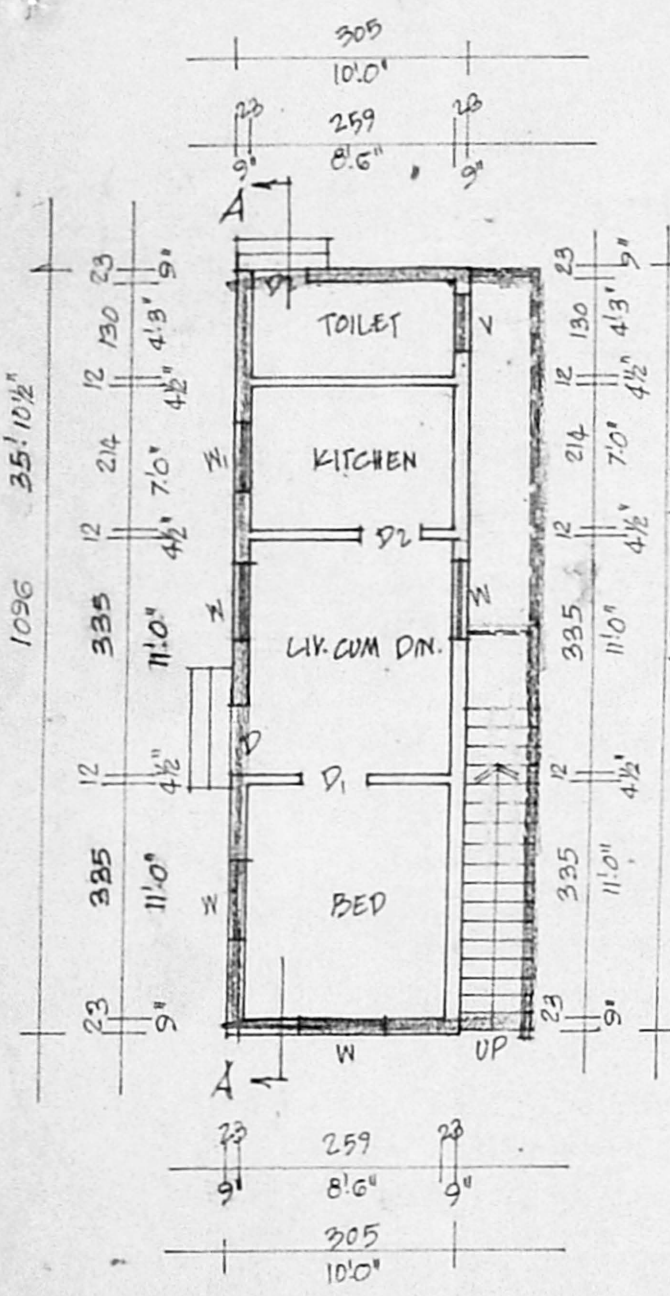 305
10'.0"
23 259 23
9" 8'.6" 9"
A
23 9"
130 4'3"
12 4½"
214 7'.0"
12 4½"
335 11'.0"
12 4½"
335 11'.0"
23 9"
1096 35'.10½"
D
TOILET
V
W1
KITCHEN
D2
W
W
LIV. CUM DIN.
D
D1
W
BED
W
UP
A
23 9"
130 4'3"
12 4½"
214 7'0"
12 4½"
335 11'0"
12 4½"
335 11'0"
23 9"
23 259 23
9" 8'.6" 9"
305
10'.0"